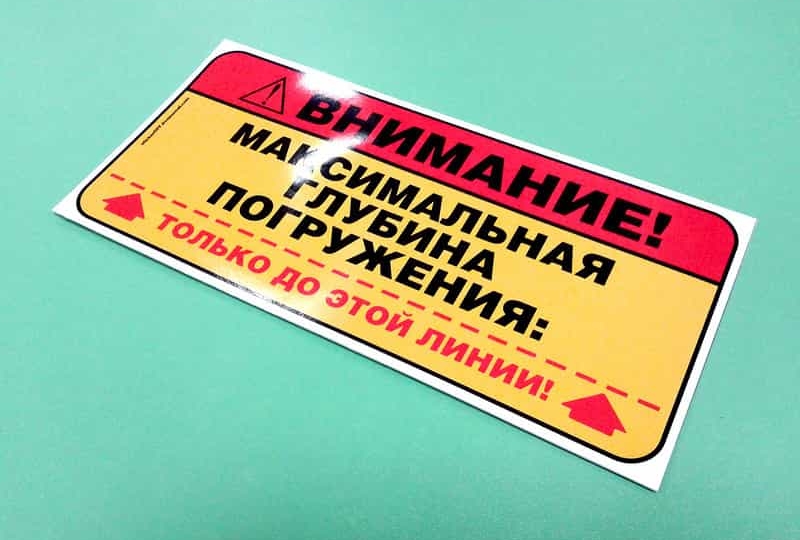 ВНИМАНИЕ!
МАКСИМАЛЬНАЯ
ГЛУБИНА
ПОГРУЖЕНИЯ:
ТОЛЬКО ДО ЭТОЙ ЛИНИИ!